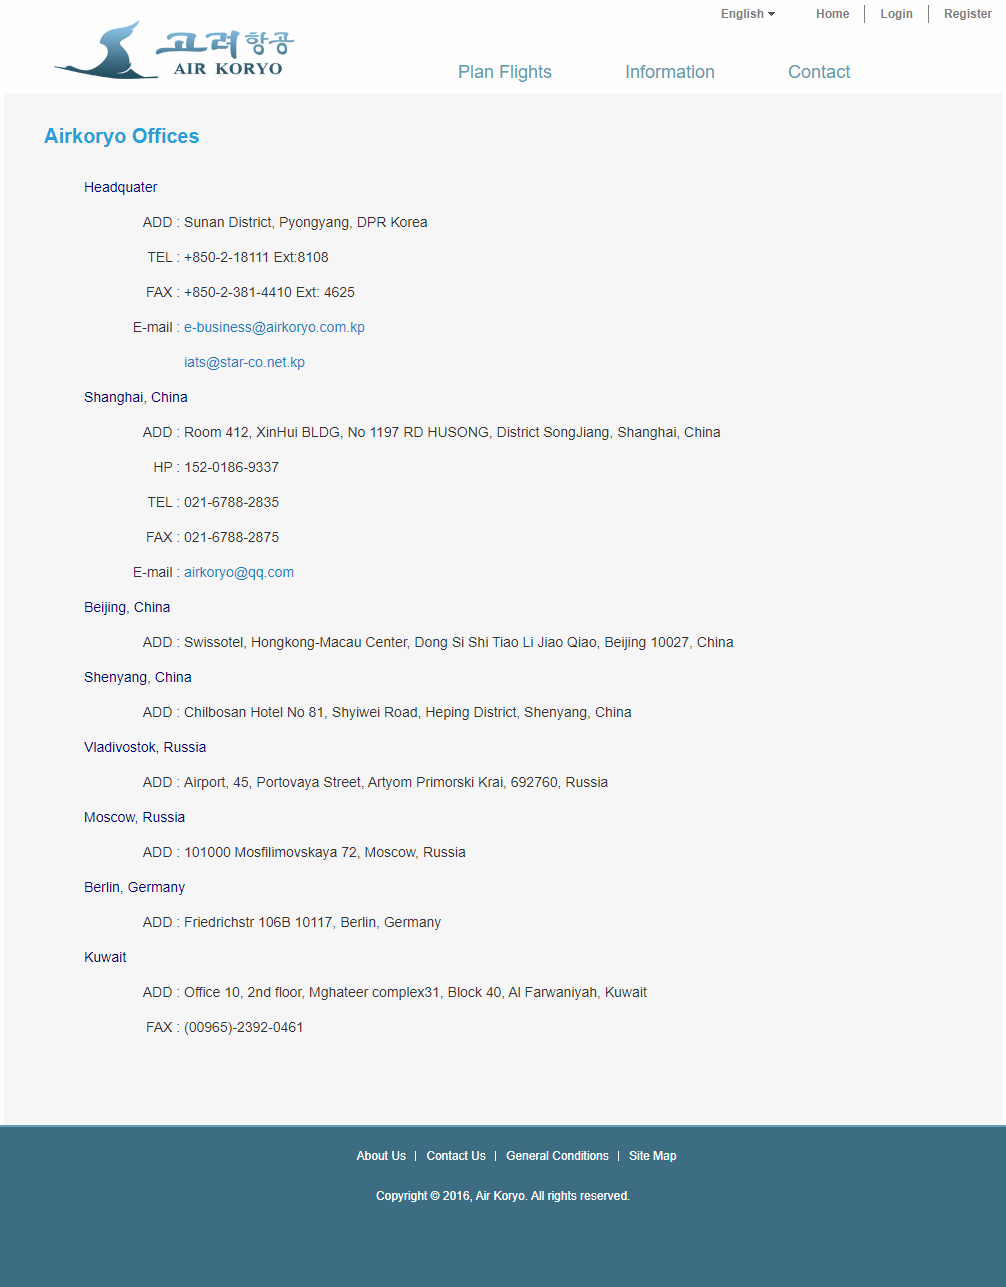 English
Home
Login
Register
고려항공
AIR KORYO
Plan Flights
Information
Contact
Airkoryo Offices
Headquater
ADD : Sunan District, Pyongyang, DPR Korea
TEL : +850-2-18111 Ext:8108
FAX : +850-2-381-4410 Ext: 4625
E-mail : e-business@airkoryo.com.kp
iats@star-co.net.kp
Shanghai, China
ADD : Room 412, XinHui BLDG, No 1197 RD HUSONG, District SongJiang, Shanghai, China
HP : 152-0186-9337
TEL : 021-6788-2835
FAX : 021-6788-2875
E-mail : airkoryo@qq.com
Beijing, China
ADD : Swissotel, Hongkong-Macau Center, Dong Si Shi Tiao Li Jiao Qiao, Beijing 10027, China
Shenyang, China
ADD : Chilbosan Hotel No 81, Shyiwei Road, Heping District, Shenyang, China
Vladivostok, Russia
ADD : Airport, 45, Portovaya Street, Artyom Primorski Krai, 692760, Russia
Moscow, Russia
ADD : 101000 Mosfilimovskaya 72, Moscow, Russia
Berlin, Germany
ADD : Friedrichstr 106B 10117, Berlin, Germany
Kuwait
ADD : Office 10, 2nd floor, Mghateer complex31, Block 40, Al Farwaniyah, Kuwait
FAX : (00965)-2392-0461
About Us | Contact Us | General Conditions | Site Map
Copyright © 2016, Air Koryo. All rights reserved.